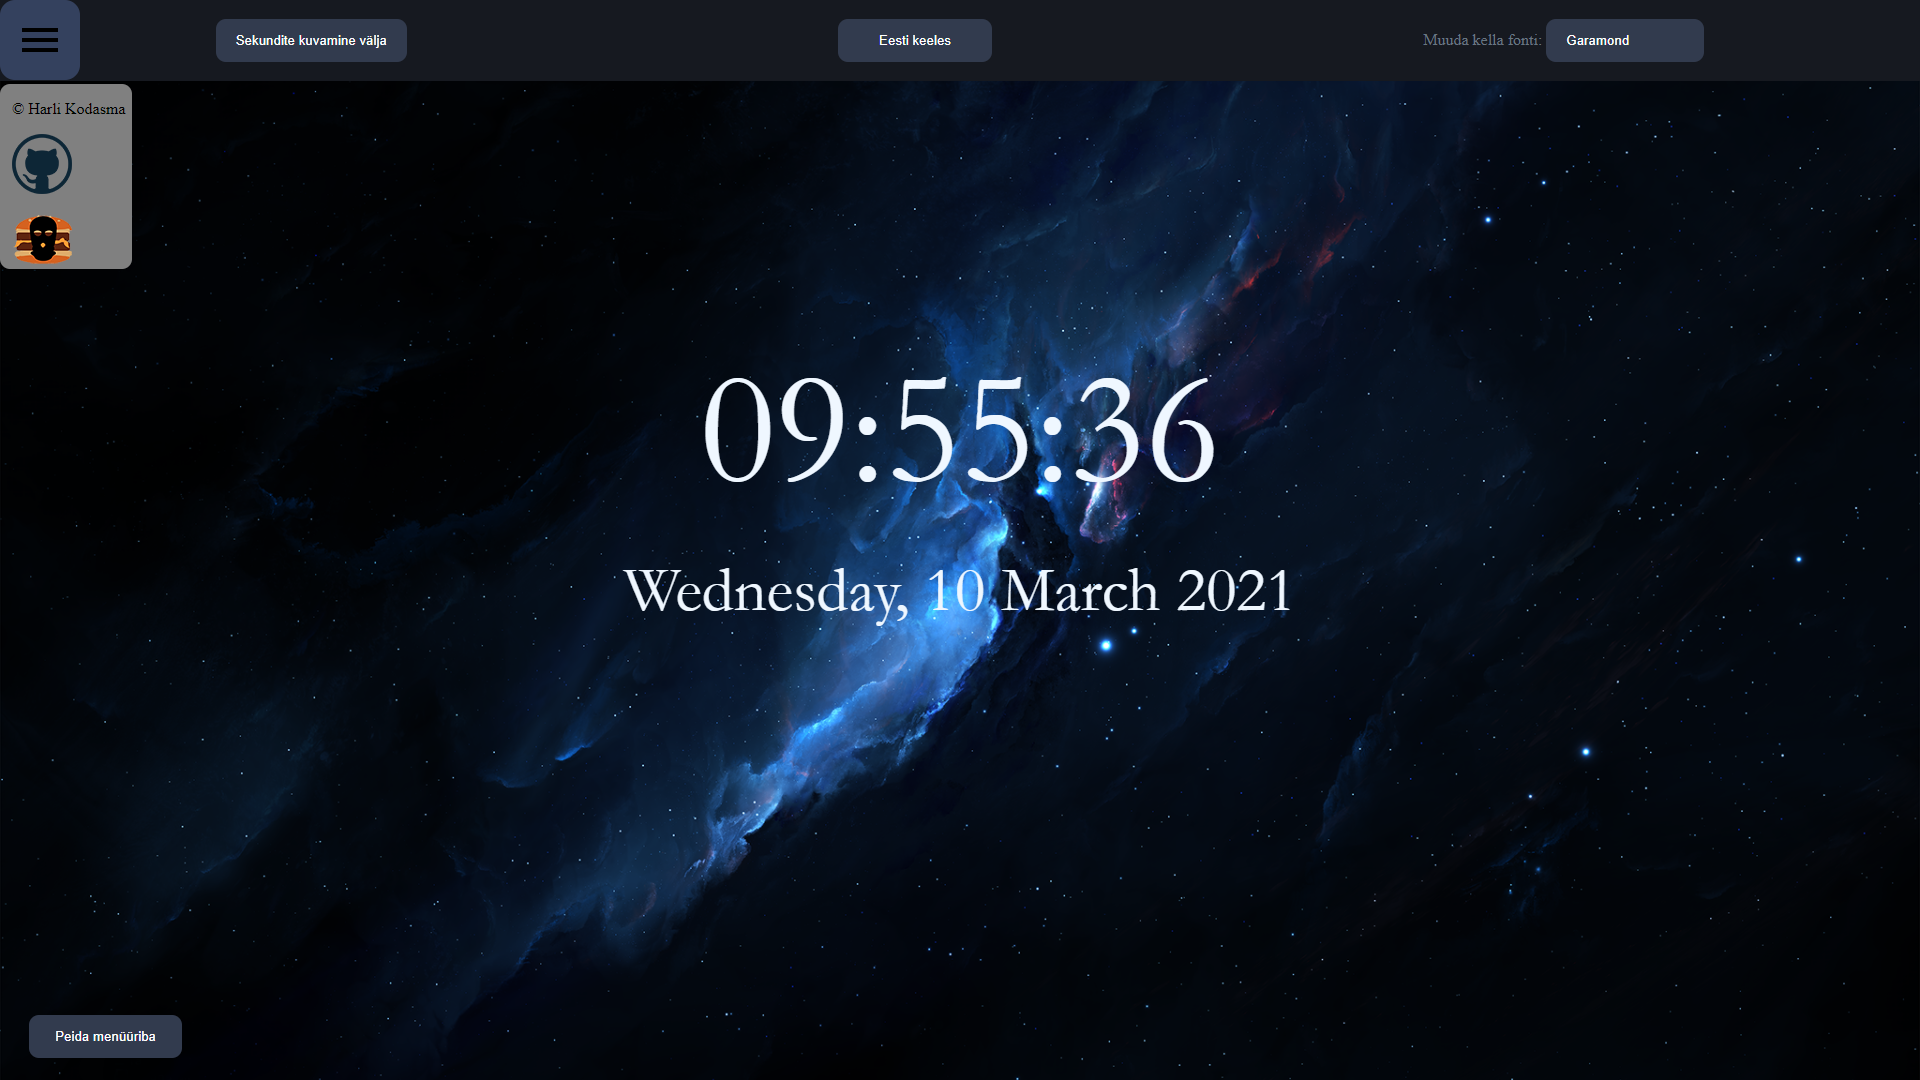 Sekundite kuvamine välja
Eesti keeles
Muuda kella fonti: Garamond
© Harli Kodasma
09:55:36
Wednesday, 10 March 2021
Peida menüüriba